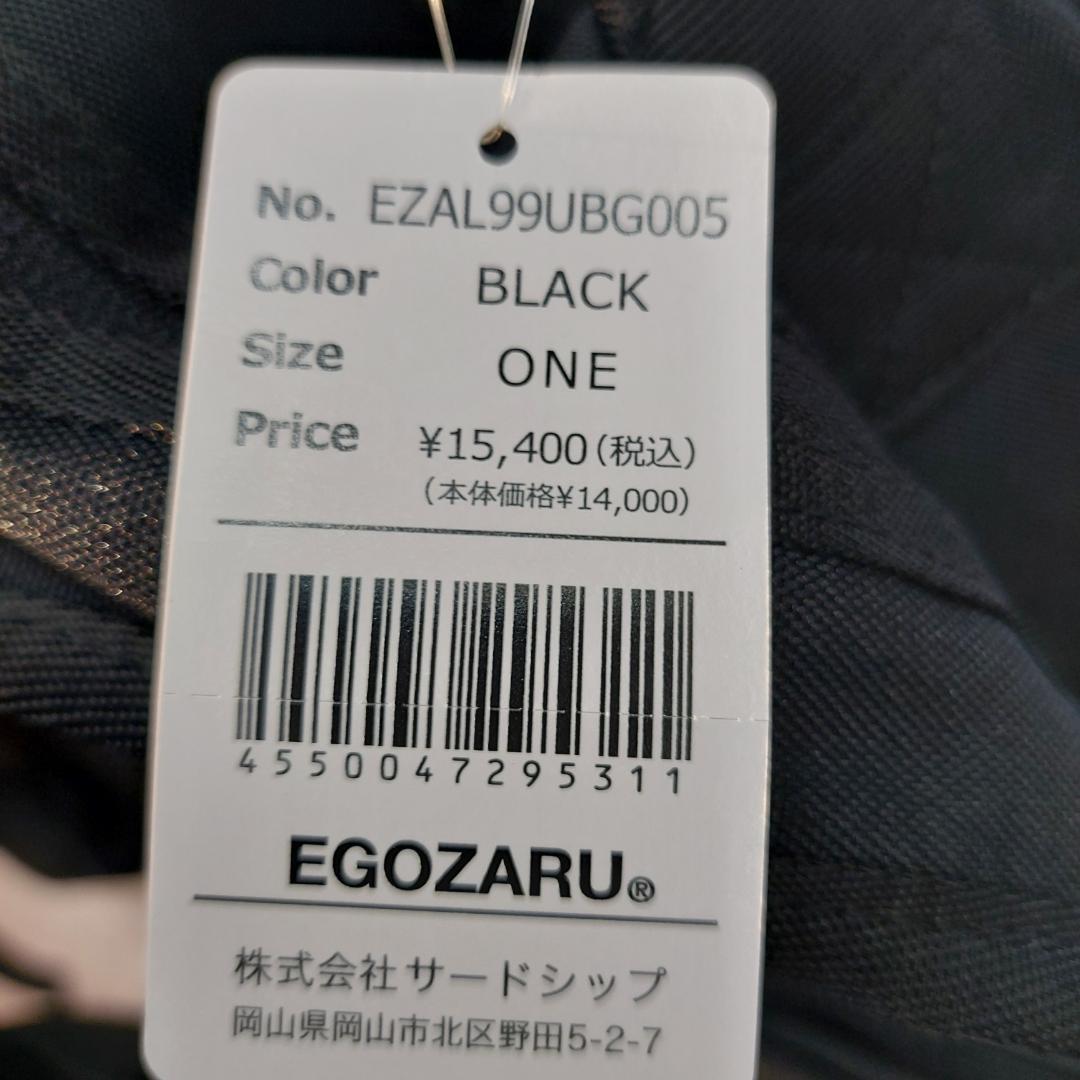 No. EZAL99UBG005
Color BLACK
Size ONE
Price ¥15,400(税込)
(本体価格¥14,000)
4550047295311
EGOZARU®
株式会社サードシップ
岡山県岡山市北区野田5-2-7